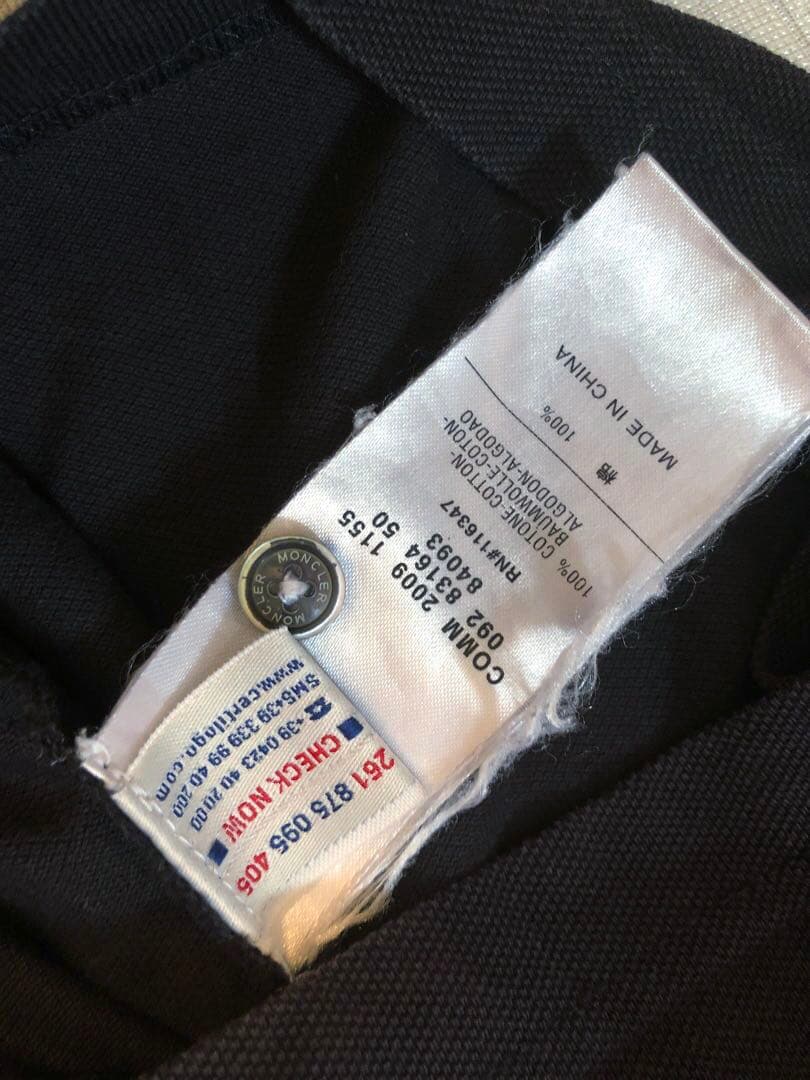 COMM 2009 1155
092 83164 50
84093
RN#116347
100% COTONE-COTTON-
BAUMWOLLE-COTON-
ALGODON-ALGODAO
棉 100%
MADE IN CHINA
MONCLER MONCLER
261 875 095 405
CHECK NOW
+39 0423 40 20 00
SMS+39 339 99 40 200
www.certilogo.com